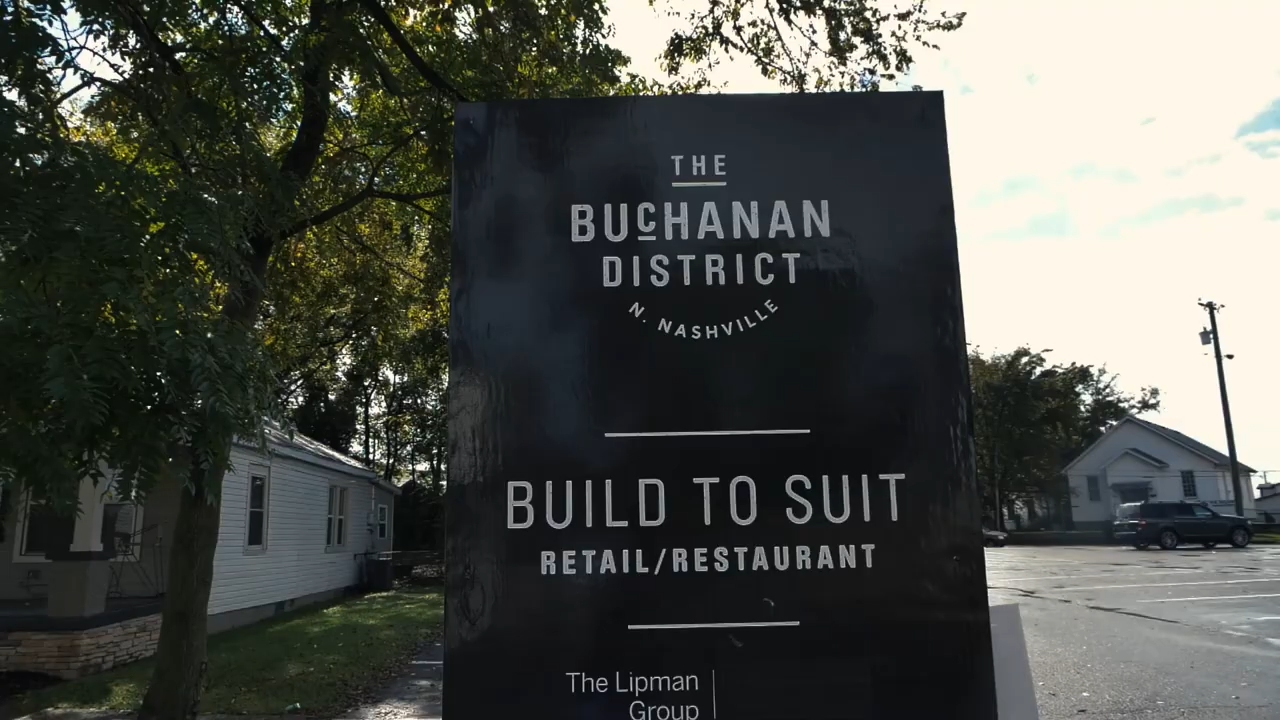 THE
BUCHANAN
DISTRICT
N. NASHVILLE
BUILD TO SUIT
RETAIL/RESTAURANT
The Lipman
Group